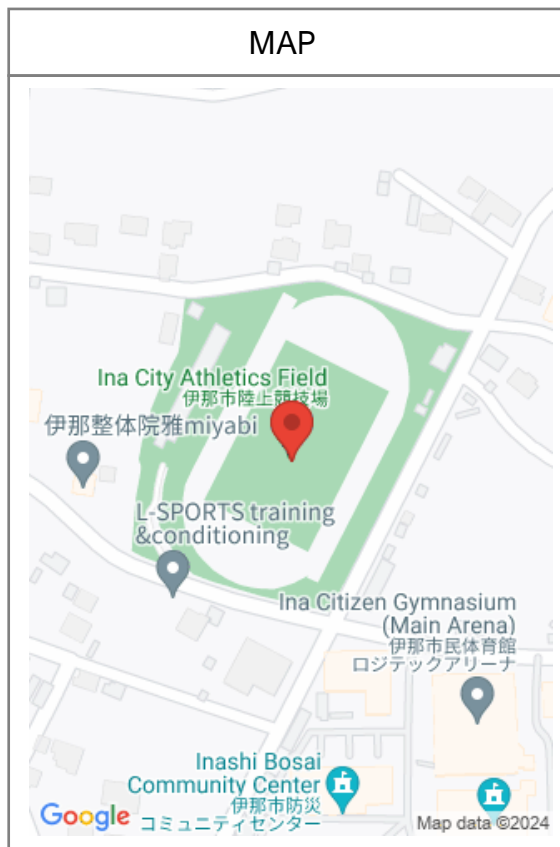 MAP
Ina City Athletics Field
伊那市陸上競技場
伊那整体院雅miyabi
L-SPORTS training
&conditioning
Ina Citizen Gymnasium
(Main Arena)
伊那市民体育館
ロジテックアリーナ
Inashi Bosai
Community Center
伊那市防災
コミュニティセンター
Google
Map data ©2024